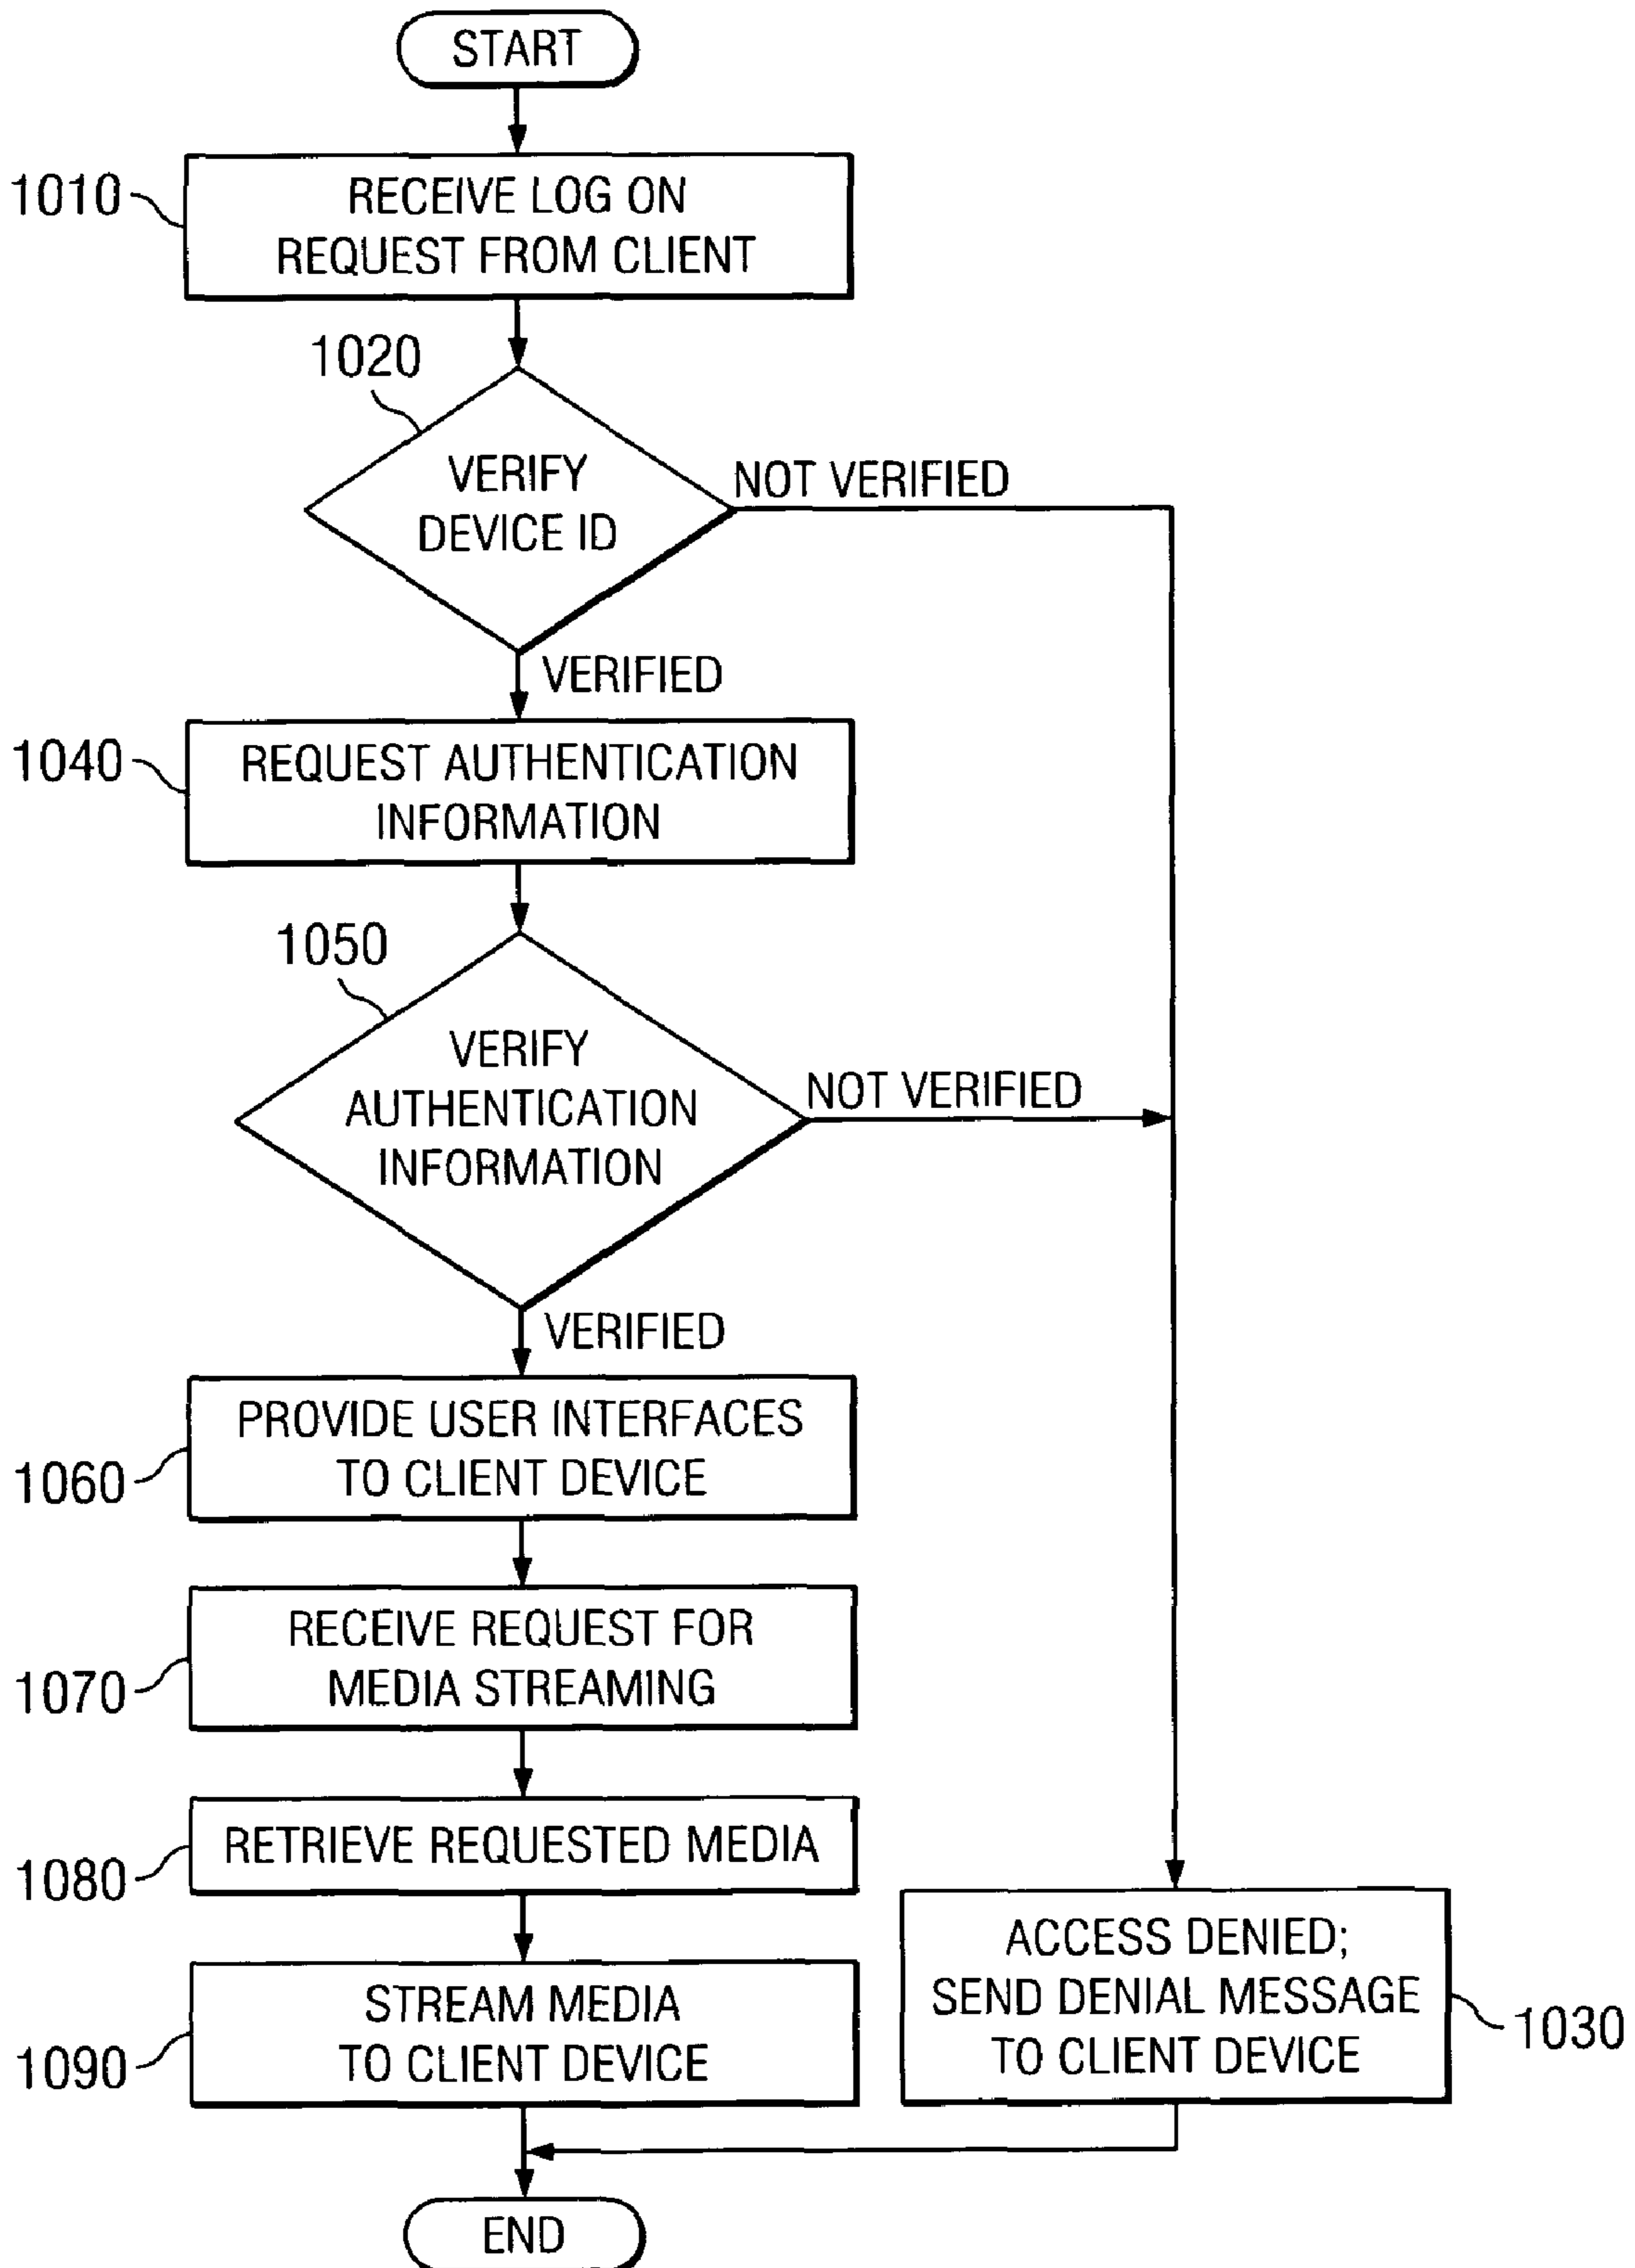 START
1010
RECEIVE LOG ON
REQUEST FROM CLIENT
1020
VERIFY
DEVICE ID
NOT VERIFIED
VERIFIED
1040
REQUEST AUTHENTICATION
INFORMATION
1050
VERIFY
AUTHENTICATION
INFORMATION
NOT VERIFIED
VERIFIED
PROVIDE USER INTERFACES
TO CLIENT DEVICE
1060
RECEIVE REQUEST FOR
MEDIA STREAMING
1070
RETRIEVE REQUESTED MEDIA
1080
STREAM MEDIA
TO CLIENT DEVICE
1090
ACCESS DENIED;
SEND DENIAL MESSAGE
TO CLIENT DEVICE
1030
END